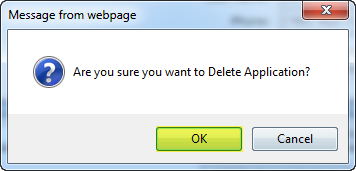 Message from webpage
Are you sure you want to Delete Application?
OK Cancel